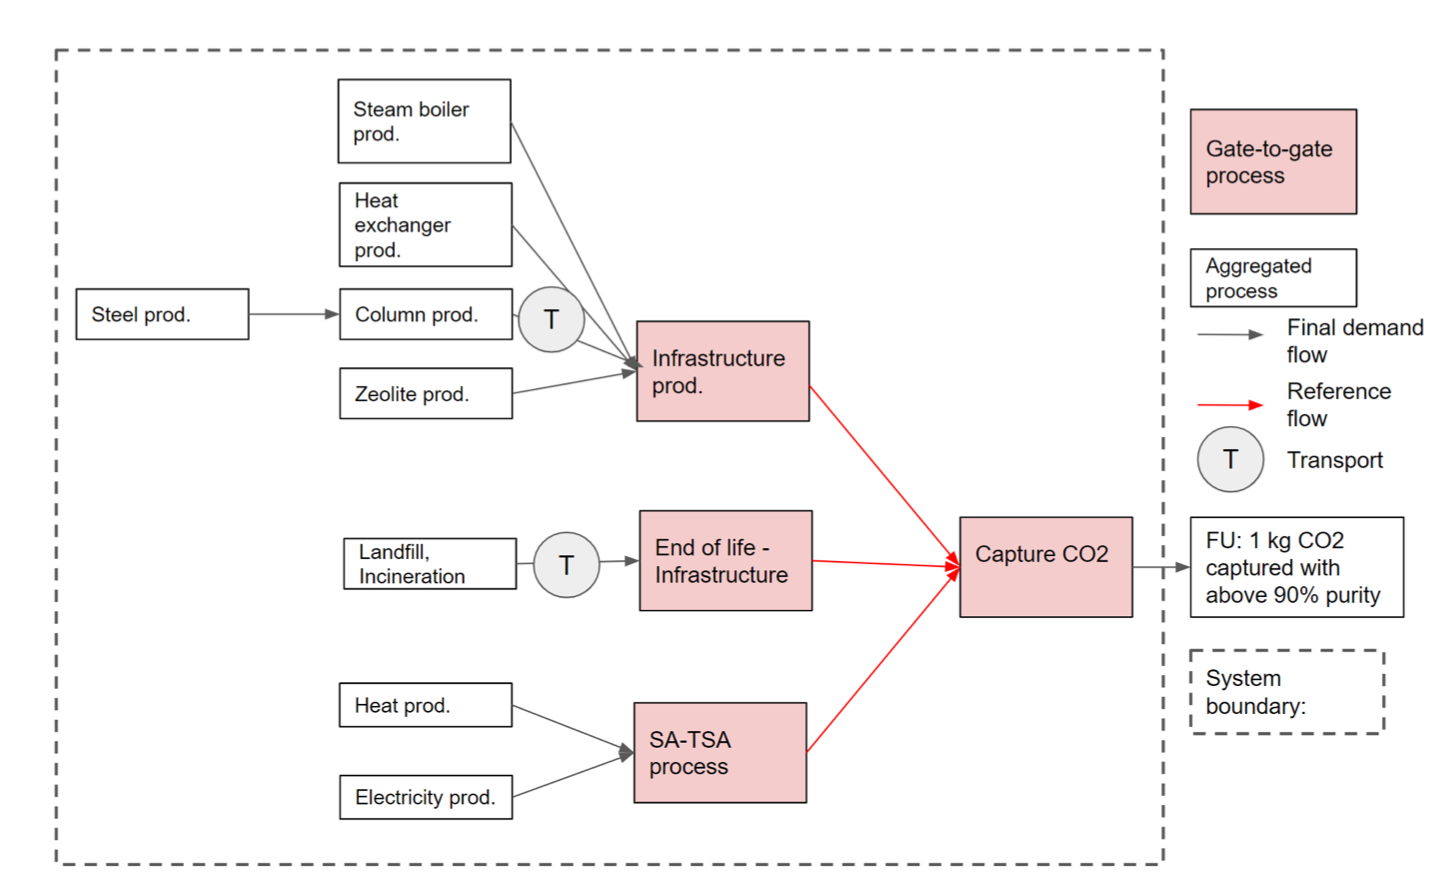 Steam boiler
prod.
Heat
exchanger
prod.
Steel prod.
Column prod.
T
Zeolite prod.
Infrastructure
prod.
Landfill,
Incineration
T
End of life -
Infrastructure
Heat prod.
Electricity prod.
SA-TSA
process
Capture CO2
Gate-to-gate
process
Aggregated
process
Final demand
flow
Reference
flow
T
Transport
FU: 1 kg CO2
captured with
above 90% purity
System
boundary: